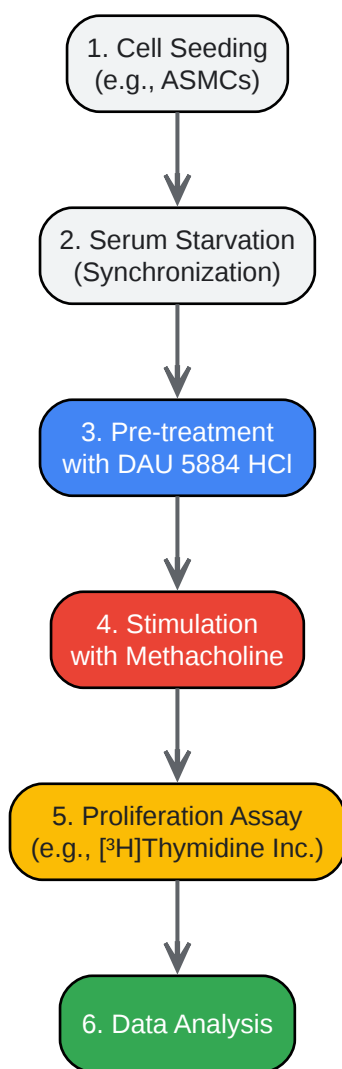 1. Cell Seeding
(e.g., ASMCs)
2. Serum Starvation
(Synchronization)
3. Pre-treatment
with DAU 5884 HCl
4. Stimulation
with Methacholine
5. Proliferation Assay
(e.g., [³H]Thymidine Inc.)
6. Data Analysis